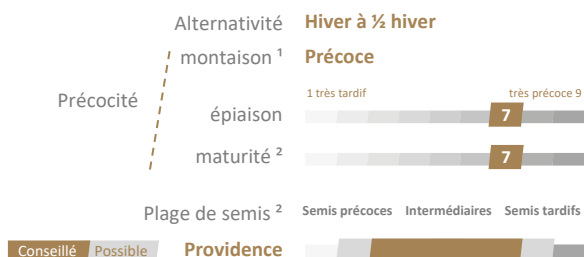 Alternativité Hiver à ½ hiver
montaison ¹ Précoce
Précocité
1 très tardif très précoce 9
épiaison 7
maturité ² 7
Plage de semis ² Semis précoces Intermédiaires Semis tardifs
Conseillé Possible Providence